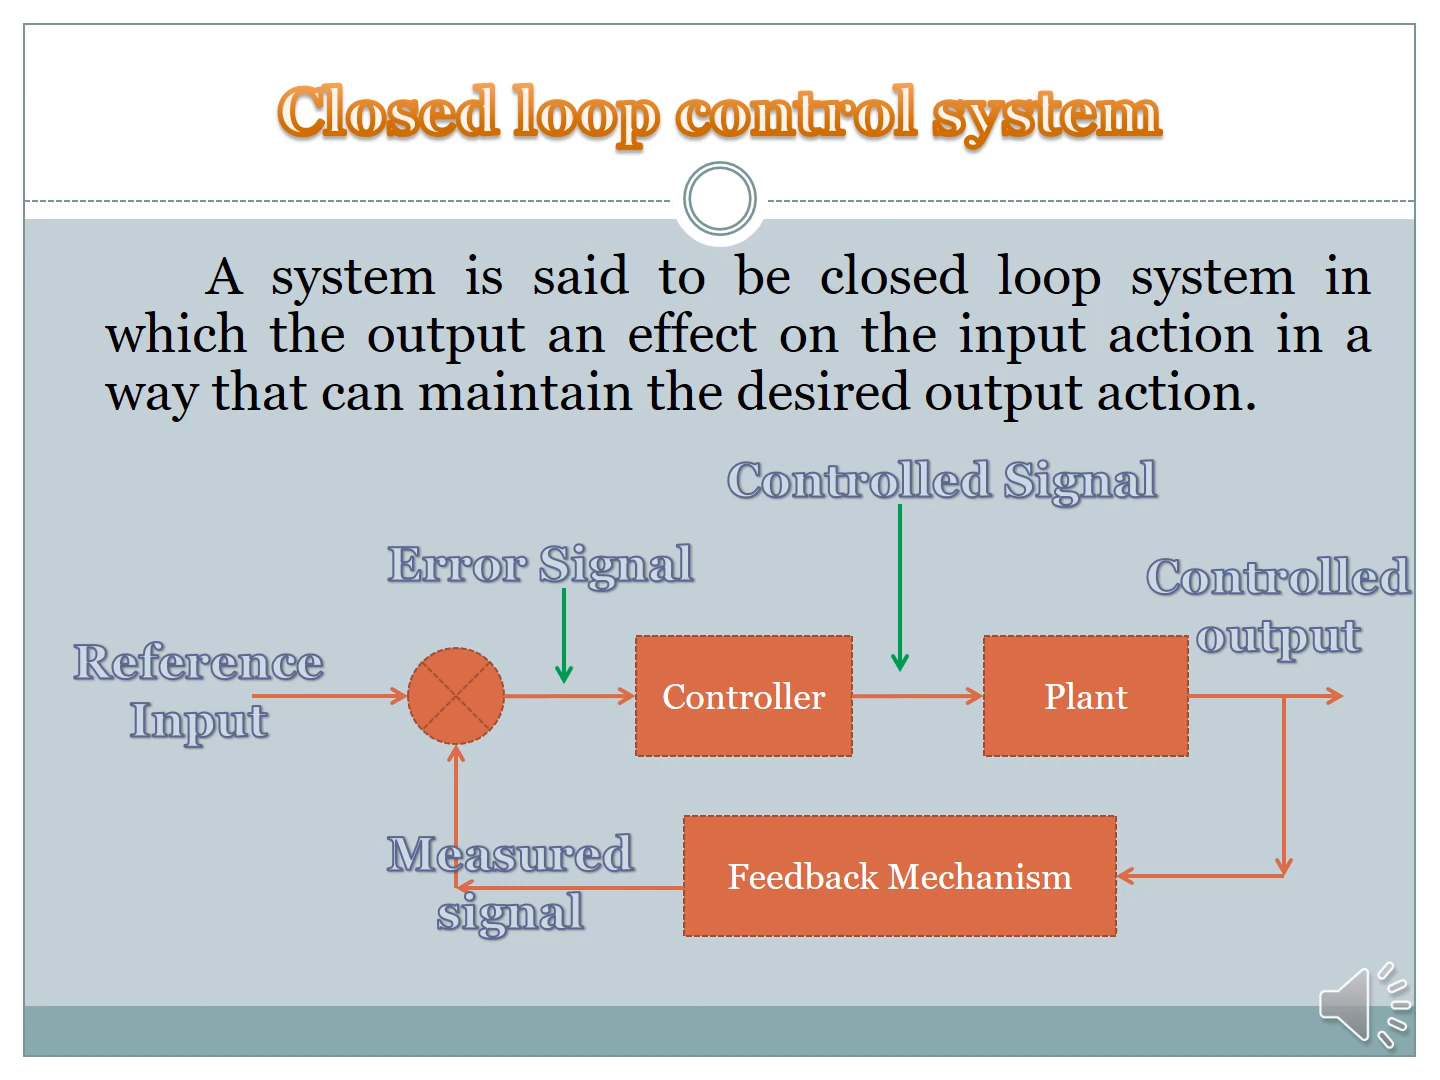 Closed loop control system
A system is said to be closed loop system in
which the output an effect on the input action in a
way that can maintain the desired output action.
Controlled Signal
Error Signal
Controlled
output
Reference
Input
Controller
Plant
Measured
signal
Feedback Mechanism